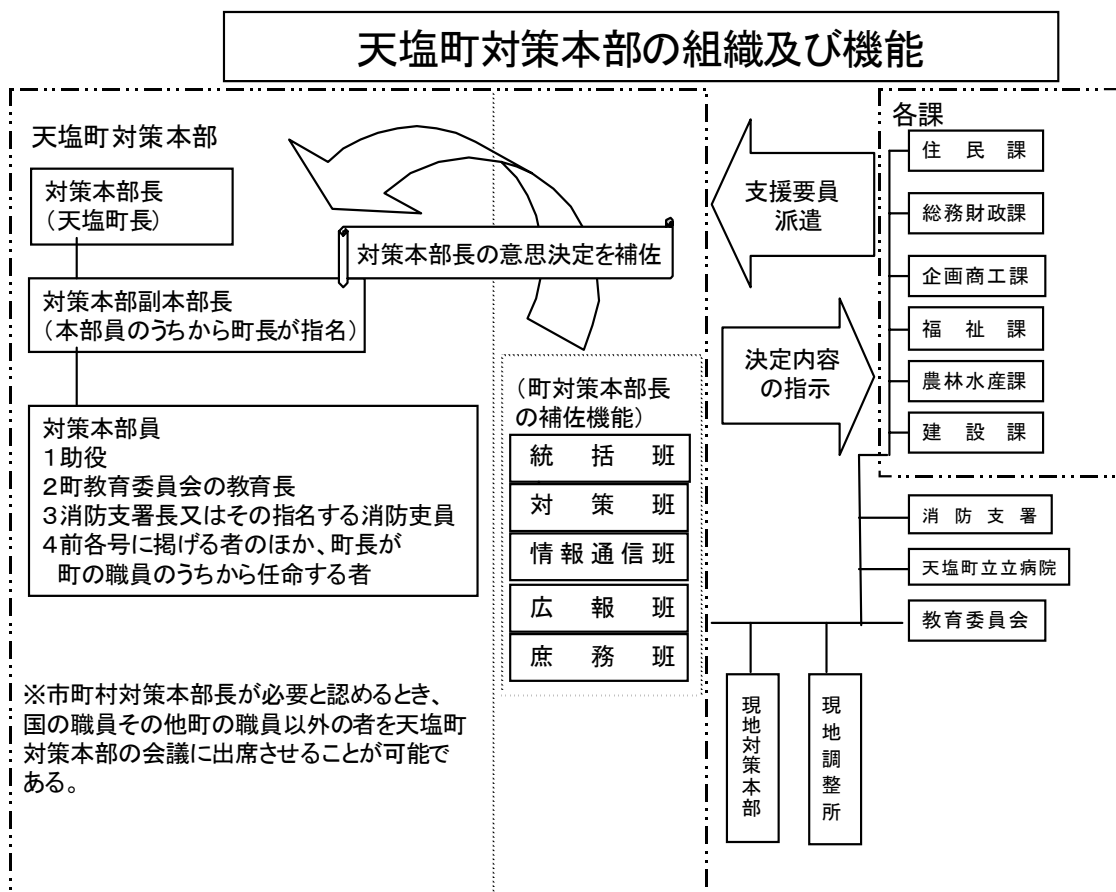 天塩町対策本部の組織及び機能
天塩町対策本部
対策本部長
（天塩町長）
対策本部長の意思決定を補佐
対策本部副本部長
（本部員のうちから町長が指名）
対策本部員
1助役
2町教育委員会の教育長
3消防支署長又はその指名する消防吏員
4前各号に掲げる者のほか、町長が
町の職員のうちから任命する者
※市町村対策本部長が必要と認めるとき、
国の職員その他町の職員以外の者を天塩町
対策本部の会議に出席させることが可能で
ある。
（町対策本部長
の補佐機能）
統括班
対策班
情報通信班
広報班
庶務班
支援要員
派遣
決定内容
の指示
各課
住民課
総務財政課
企画商工課
福祉課
農林水産課
建設課
消防支署
天塩町立立病院
教育委員会
現地対策本部
現地調整所